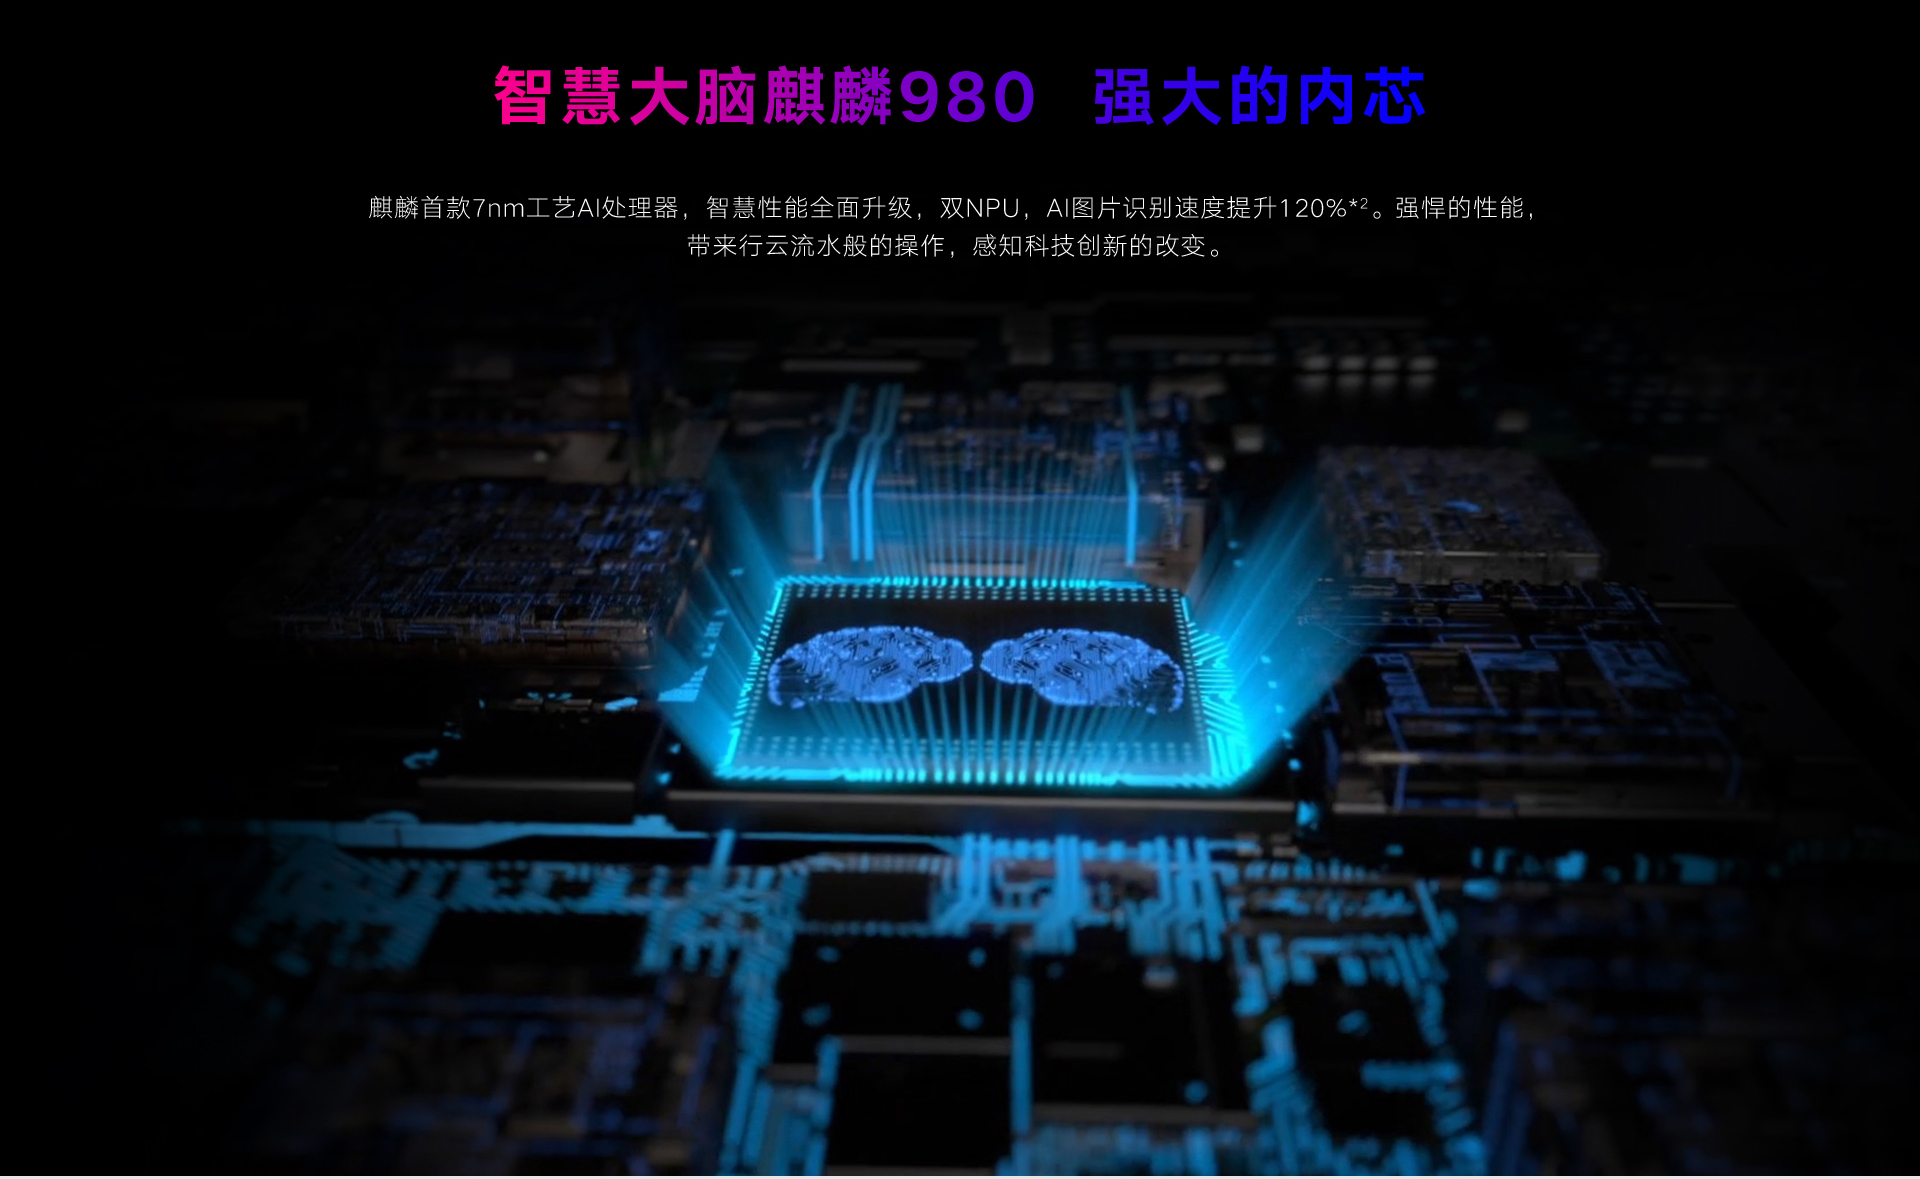 智慧大脑麒麟980 强大的内芯
麒麟首款7nm工艺AI处理器，智慧性能全面升级，双NPU，AI图片识别速度提升120%*²。强悍的性能，
带来行云流水般的操作，感知科技创新的改变。